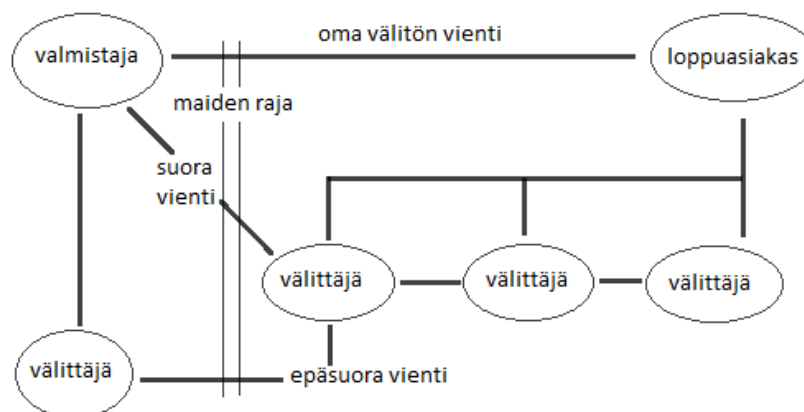 oma välitön vienti
valmistaja
loppuasiakas
maiden raja
suora
vienti
välittäjä
välittäjä
välittäjä
välittäjä
epäsuora vienti